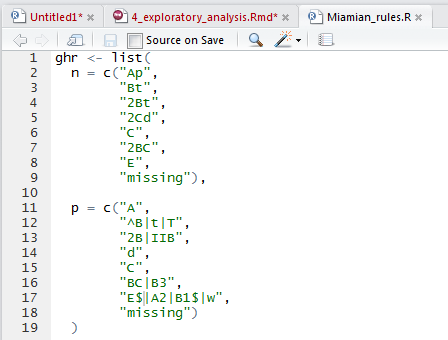 Untitled1* 4_exploratory_analysis.Rmd* Miamian_rules.R
Source on Save
1 ghr <- list(
2 n = c("Ap",
3 "Bt",
4 "2Bt",
5 "2Cd",
6 "C",
7 "2BC",
8 "E",
9 "missing"),
10
11 p = c("A",
12 "^B|t|T",
13 "2B|IIB",
14 "d",
15 "C",
16 "BC|B3",
17 "E$|A2|B1$|w",
18 "missing")
19 )